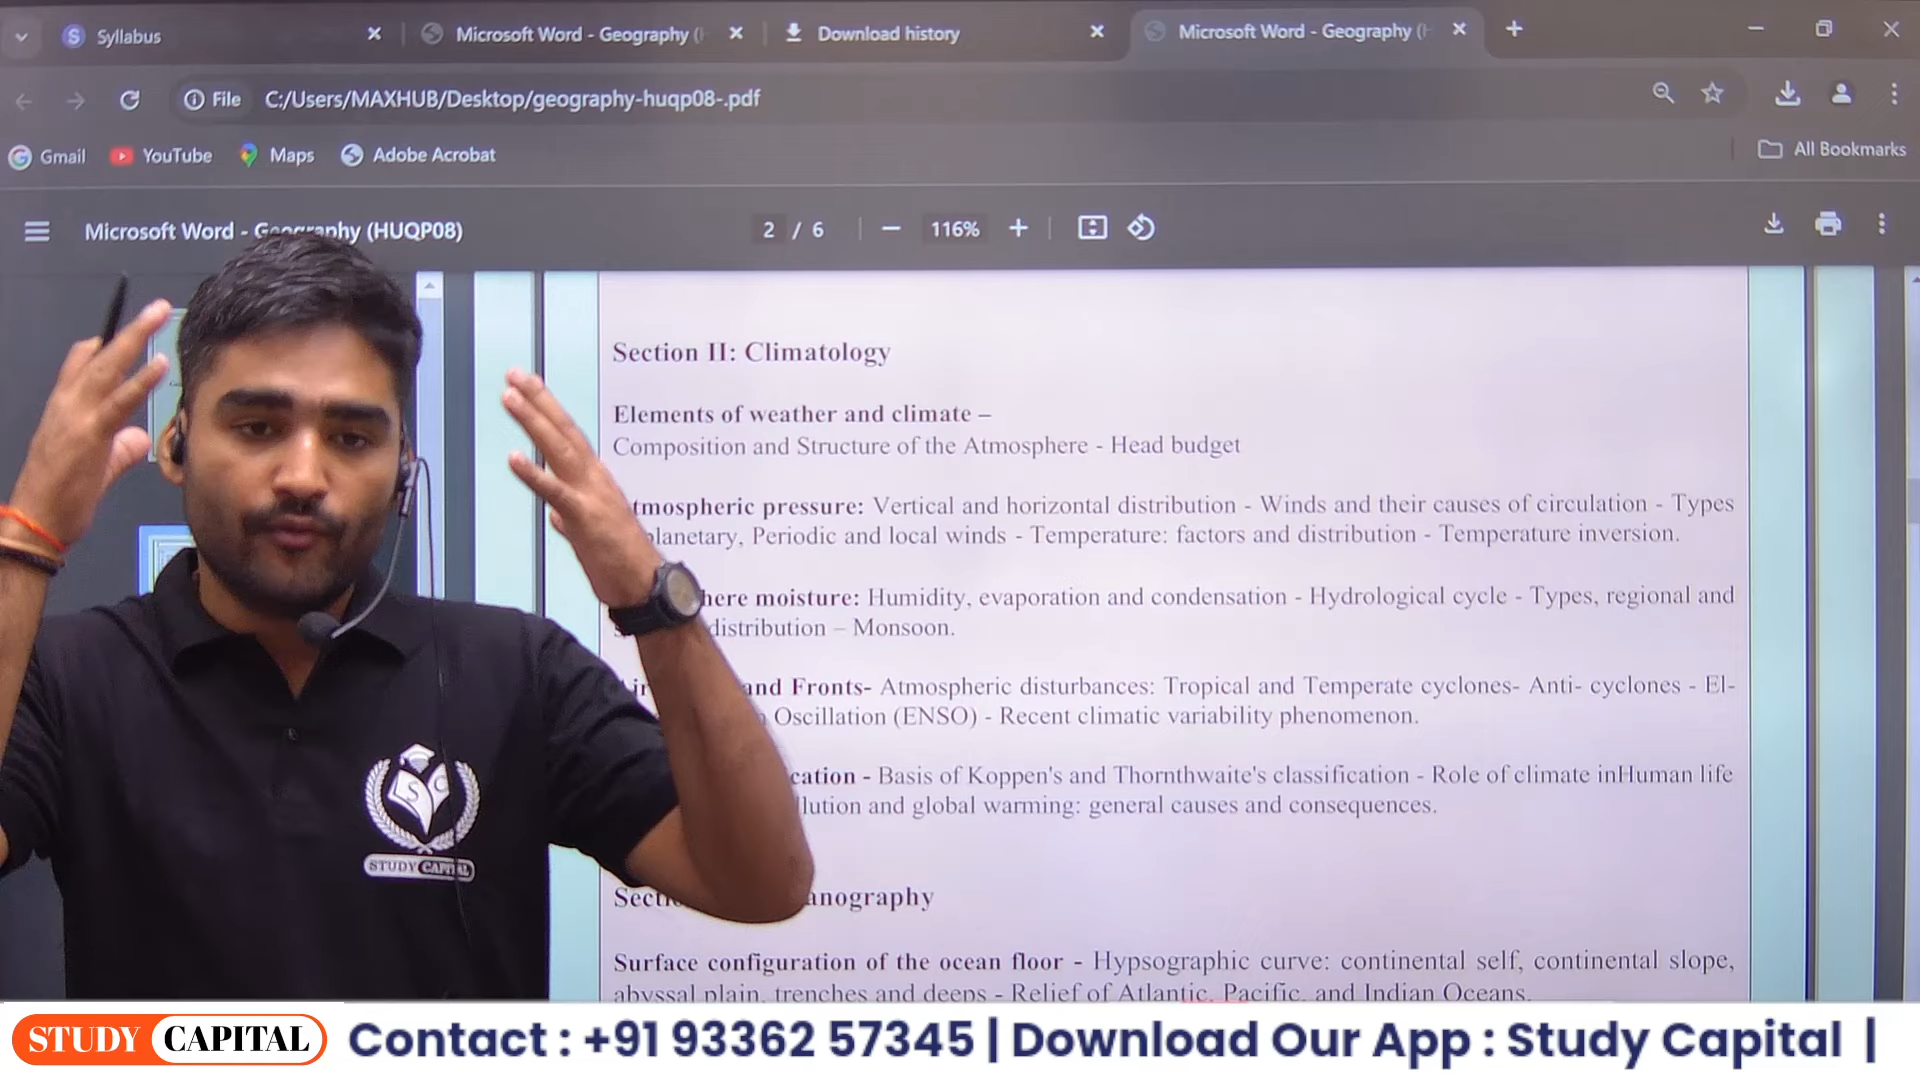 Syllabus
Microsoft Word - Geography (
Download history
Microsoft Word - Geography (
File C:/Users/MAXHUB/Desktop/geography-huqp08-.pdf
Gmail YouTube Maps Adobe Acrobat All Bookmarks
Microsoft Word - Geography (HUQP08) 2 / 6 116%
Section II: Climatology
Elements of weather and climate –
Composition and Structure of the Atmosphere - Head budget
tmospheric pressure: Vertical and horizontal distribution - Winds and their causes of circulation - Types
planetary, Periodic and local winds - Temperature: factors and distribution - Temperature inversion.
here moisture: Humidity, evaporation and condensation - Hydrological cycle - Types, regional and
distribution – Monsoon.
and Fronts- Atmospheric disturbances: Tropical and Temperate cyclones- Anti- cyclones - El-
Oscillation (ENSO) - Recent climatic variability phenomenon.
cation - Basis of Koppen's and Thornthwaite's classification - Role of climate inHuman life
llution and global warming: general causes and consequences.
anography
Surface configuration of the ocean floor - Hypsographic curve: continental self, continental slope,
abyssal plain, trenches and deeps - Relief of Atlantic, Pacific, and Indian Oceans.
S C
STUDY CAPITAL
STUDY CAPITAL Contact : +91 93362 57345 | Download Our App : Study Capital |